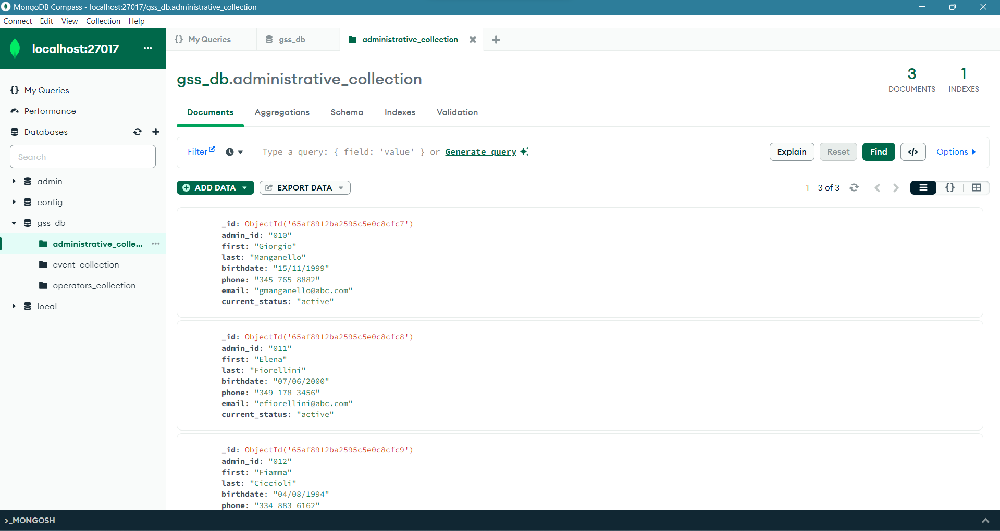 MongoDB Compass - localhost:27017/gss_db.administrative_collection
Connect Edit View Collection Help
localhost:27017 ...
My Queries
Performance
Databases
Search
admin
config
gss_db
administrative_colle... ...
event_collection
operators_collection
local
{} My Queries
gss_db
administrative_collection
gss_db.administrative_collection
3 DOCUMENTS
1 INDEXES
Documents Aggregations Schema Indexes Validation
Filter Type a query: { field: 'value' } or Generate query Explain Reset Find </> Options
ADD DATA EXPORT DATA 1 – 3 of 3 {}
_id: ObjectId('65af8912ba2595c5e0c8cfc7')
admin_id: "010"
first: "Giorgio"
last: "Manganello"
birthdate: "15/11/1999"
phone: "345 765 8882"
email: "gmanganello@abc.com"
current_status: "active"
_id: ObjectId('65af8912ba2595c5e0c8cfc8')
admin_id: "011"
first: "Elena"
last: "Fiorellini"
birthdate: "07/06/2000"
phone: "349 178 3456"
email: "efiorellini@abc.com"
current_status: "active"
_id: ObjectId('65af8912ba2595c5e0c8cfc9')
admin_id: "012"
first: "Fiamma"
last: "Ciccioli"
birthdate: "04/08/1994"
phone: "334 883 6162"
>_MONGOSH